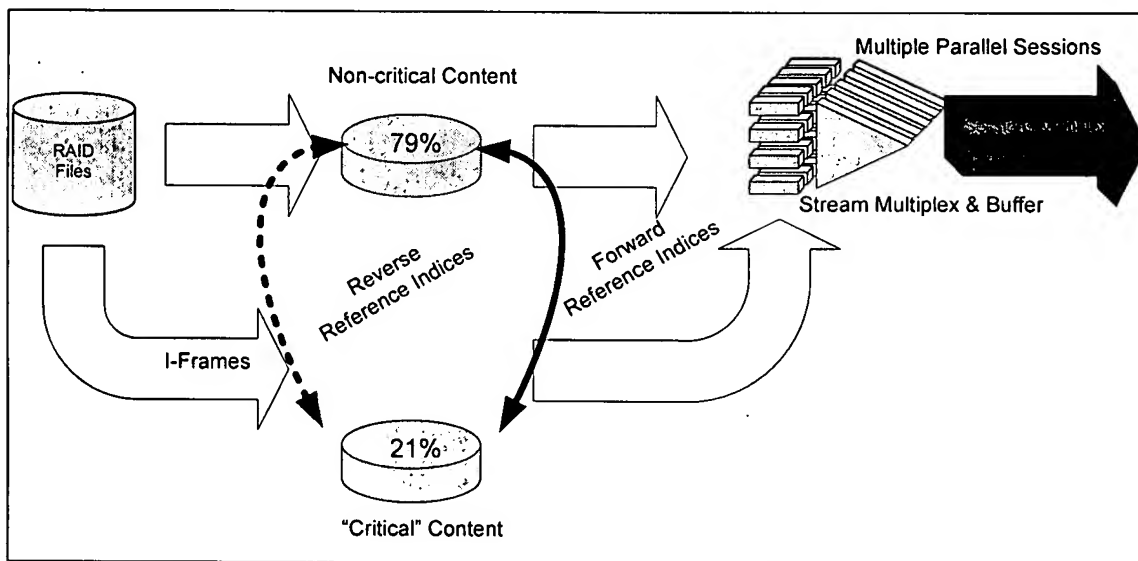 Multiple Parallel Sessions
Non-critical Content
RAID
Files
79%
Stream Multiplex & Buffer
Reverse
Reference Indices
Forward
Reference Indices
I-Frames
21%
“Critical” Content